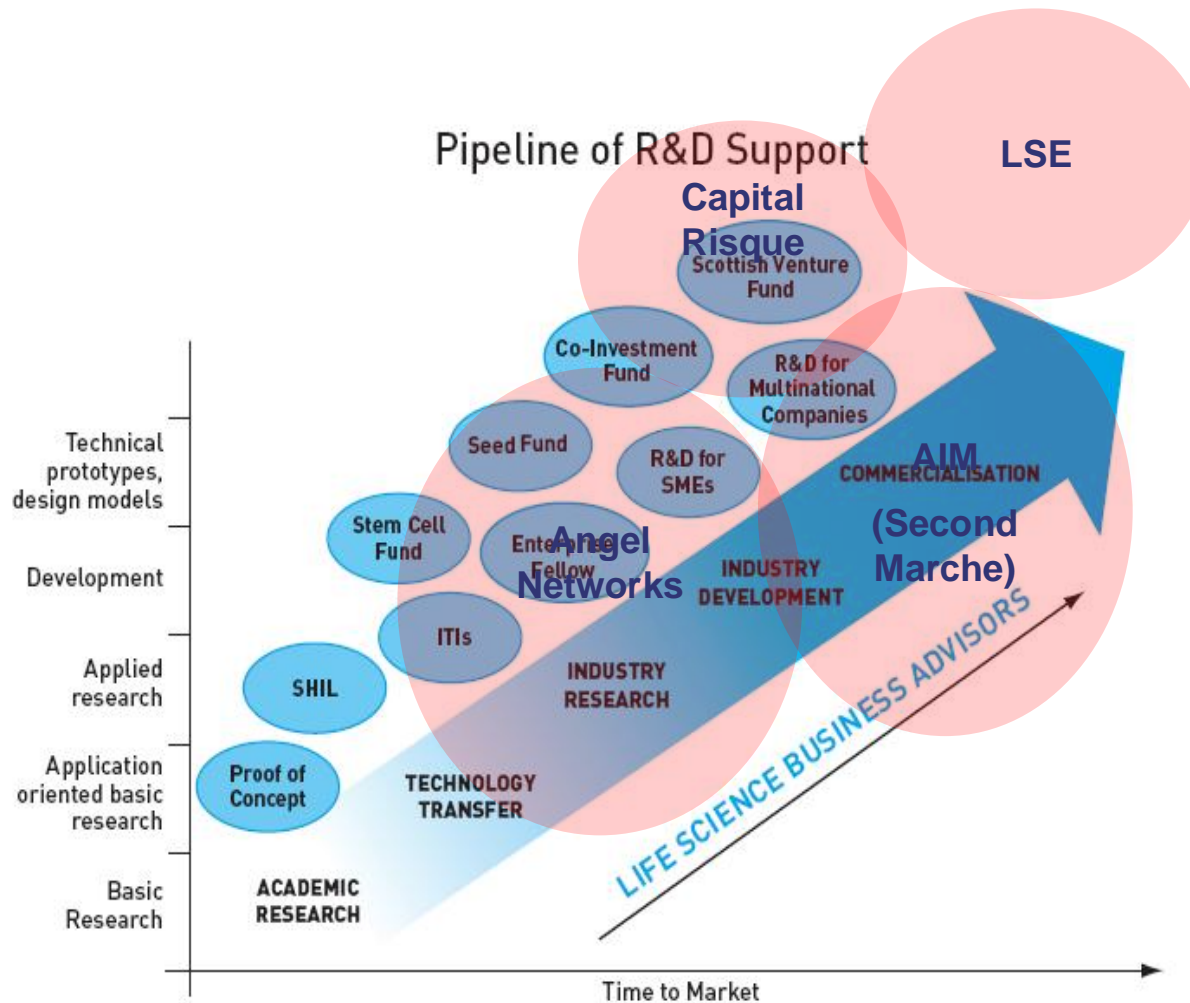 Pipeline of R&D Support
LSE
Capital
Risque
Scottish Venture
Fund
Co-Investment
Fund
R&D for
Multinational
Companies
Seed Fund
R&D for
SMEs
Stem Cell
Fund
Enterprise
Fellow
Angel
Networks
ITIs
SHIL
Proof of
Concept
AIM
(Second
Marche)
COMMERCIALISATION
INDUSTRY
DEVELOPMENT
INDUSTRY
RESEARCH
TECHNOLOGY
TRANSFER
ACADEMIC
RESEARCH
LIFE SCIENCE BUSINESS ADVISORS
Technical
prototypes,
design models
Development
Applied
research
Application
oriented basic
research
Basic
Research
Time to Market